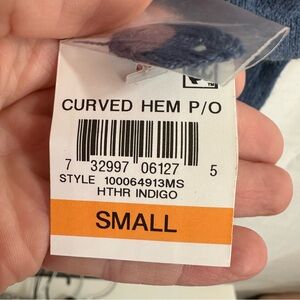 CURVED HEM P/O
7 32997 06127 5
STYLE 100064913MS
HTHR INDIGO
SMALL